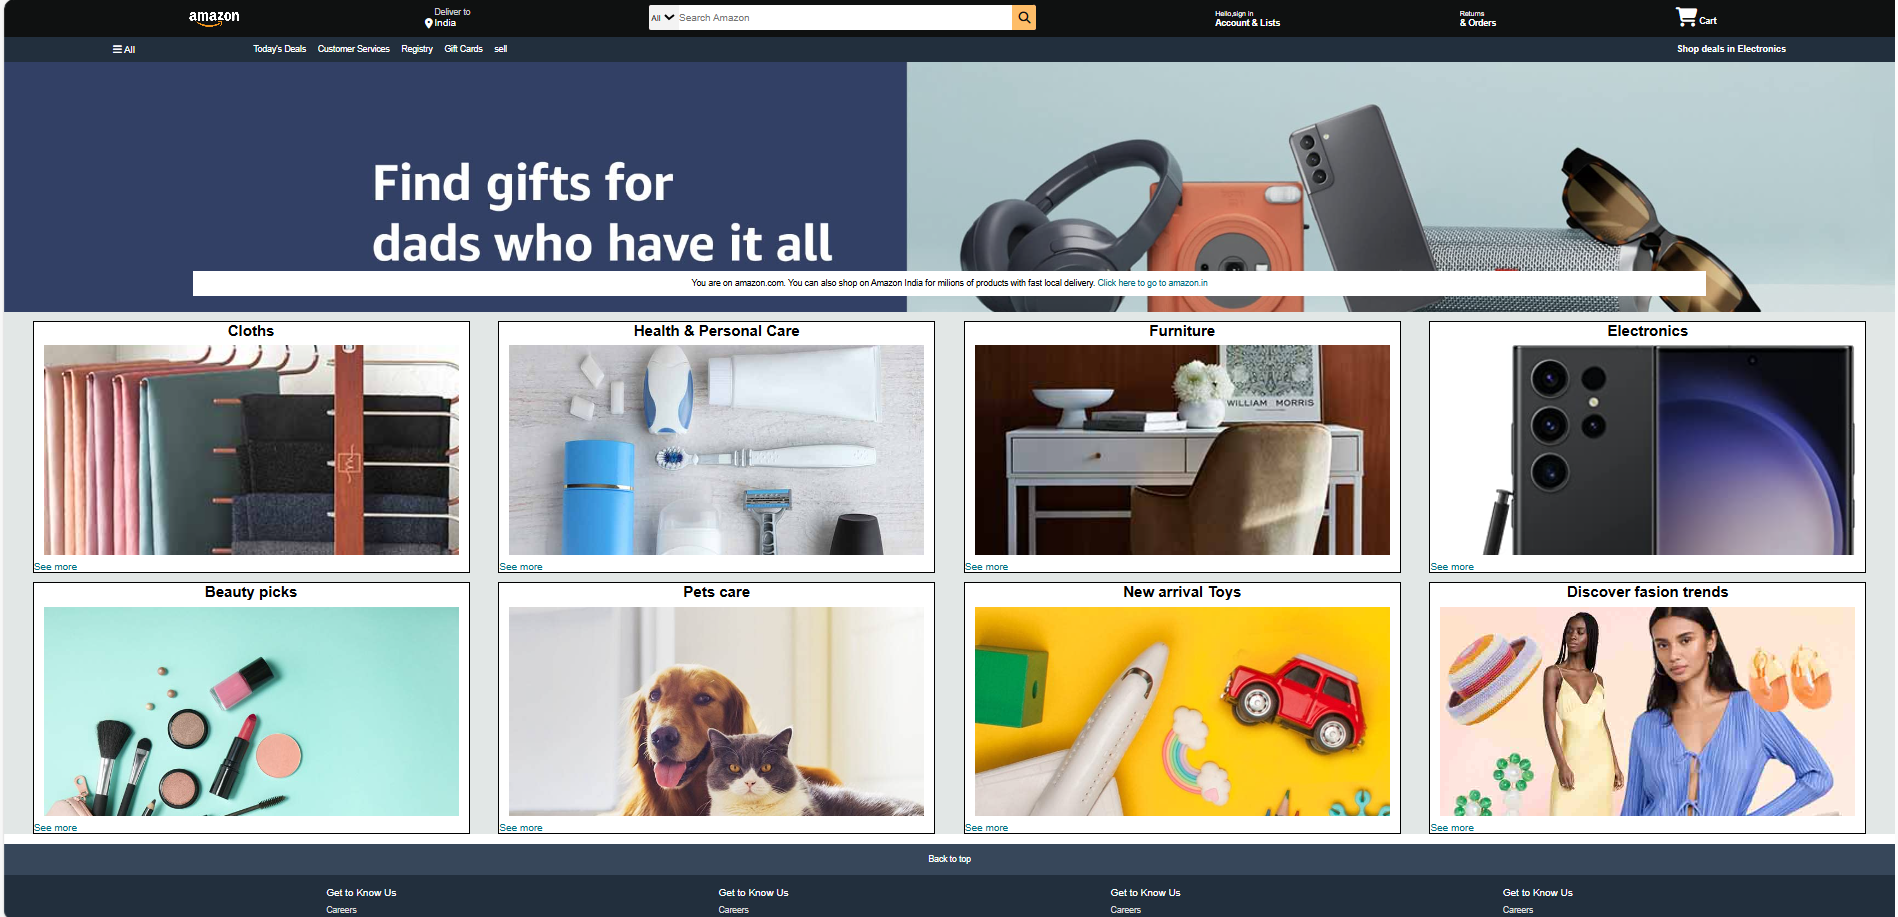 amazon
Deliver to
India
All
Search Amazon
Hello,sign in
Account & Lists
Returns
& Orders
Cart
All
Today's Deals
Customer Services
Registry
Gift Cards
sell
Shop deals in Electronics
Find gifts for
dads who have it all
You are on amazon.com. You can also shop on Amazon India for milions of products with fast local delivery. Click here to go to amazon.in
Cloths
Health & Personal Care
Furniture
Electronics
WILLIAM MORRIS
See more
See more
See more
See more
Beauty picks
Pets care
New arrival Toys
Discover fasion trends
See more
See more
See more
See more
Back to top
Get to Know Us
Get to Know Us
Get to Know Us
Get to Know Us
Careers
Careers
Careers
Careers